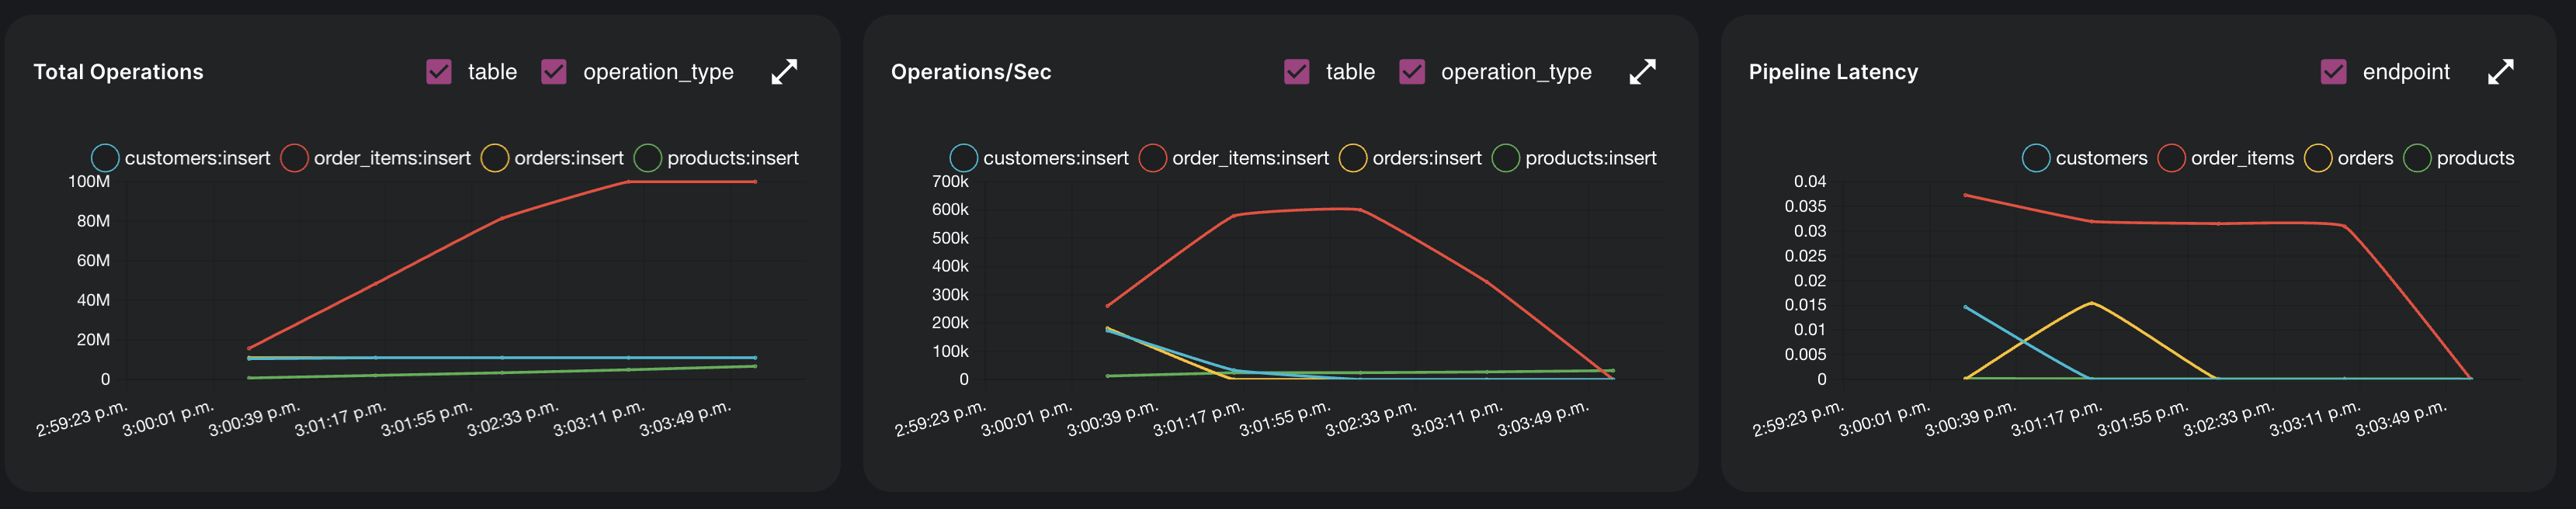 Total Operations
table
operation_type
customers:insert
order_items:insert
orders:insert
products:insert
100M
80M
60M
40M
20M
0
2:59:23 p.m.
3:00:01 p.m.
3:00:39 p.m.
3:01:17 p.m.
3:01:55 p.m.
3:02:33 p.m.
3:03:11 p.m.
3:03:49 p.m.
Operations/Sec
table
operation_type
customers:insert
order_items:insert
orders:insert
products:insert
700k
600k
500k
400k
300k
200k
100k
0
2:59:23 p.m.
3:00:01 p.m.
3:00:39 p.m.
3:01:17 p.m.
3:01:55 p.m.
3:02:33 p.m.
3:03:11 p.m.
3:03:49 p.m.
Pipeline Latency
endpoint
customers
order_items
orders
products
0.04
0.035
0.03
0.025
0.02
0.015
0.01
0.005
0
2:59:23 p.m.
3:00:01 p.m.
3:00:39 p.m.
3:01:17 p.m.
3:01:55 p.m.
3:02:33 p.m.
3:03:11 p.m.
3:03:49 p.m.